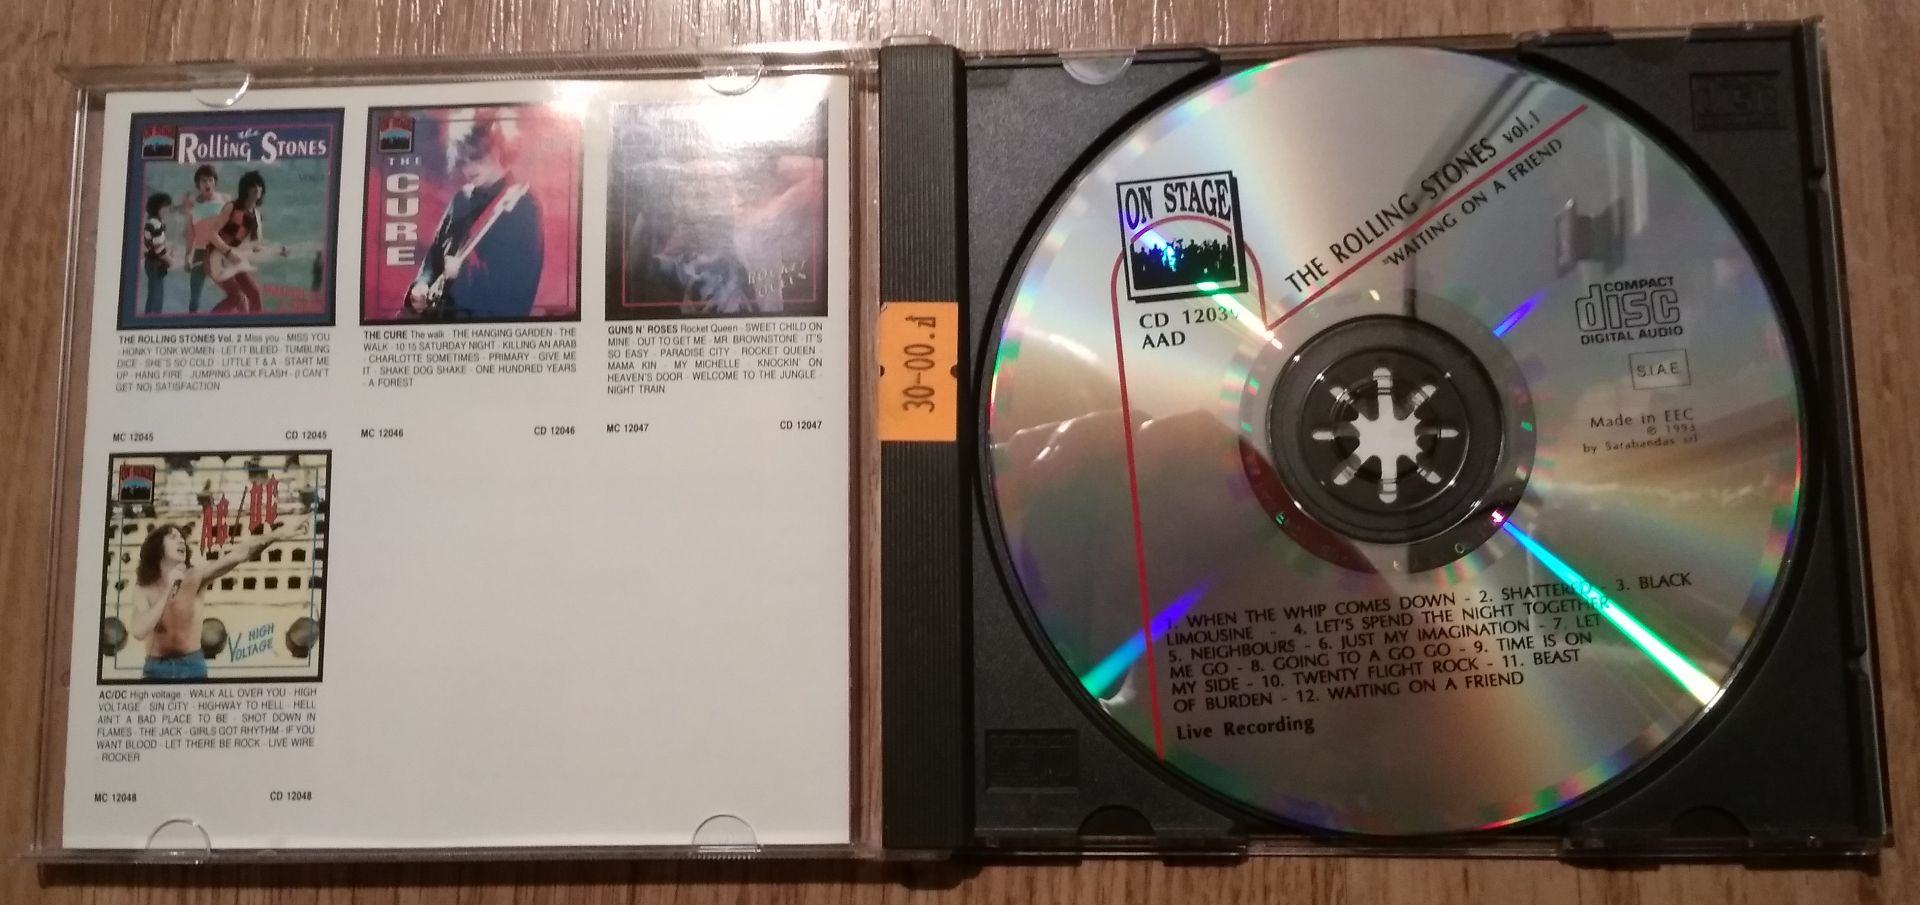 ON STAGE
the
Rolling Stones
VOL. 2
THE ROLLING STONES Vol. 2 Miss you - MISS YOU
- HONKY TONK WOMEN - LET IT BLEED - TUMBLING
DICE - SHE'S SO COLD - LITTLE T & A - START ME
UP - HANG FIRE - JUMPING JACK FLASH - (I CAN'T
GET NO) SATISFACTION
MC 12045 CD 12045
ON STAGE
THE
CURE
THE CURE The walk - THE HANGING GARDEN - THE
WALK - 10 15 SATURDAY NIGHT - KILLING AN ARAB
- CHARLOTTE SOMETIMES - PRIMARY - GIVE ME
IT - SHAKE DOG SHAKE - ONE HUNDRED YEARS
- A FOREST
MC 12046 CD 12046
ROCKET
QUEEN
GUNS N' ROSES Rocket Queen - SWEET CHILD ON
MINE - OUT TO GET ME - MR. BROWNSTONE - IT'S
SO EASY - PARADISE CITY - ROCKET QUEEN -
MAMA KIN - MY MICHELLE - KNOCKIN' ON
HEAVEN'S DOOR - WELCOME TO THE JUNGLE -
NIGHT TRAIN
MC 12047 CD 12047
ON STAGE
AC/DC
HIGH
VOLTAGE
AC/DC High voltage - WALK ALL OVER YOU - HIGH
VOLTAGE - SIN CITY - HIGHWAY TO HELL - HELL
AIN'T A BAD PLACE TO BE - SHOT DOWN IN
FLAMES - THE JACK - GIRLS GOT RHYTHM - IF YOU
WANT BLOOD - LET THERE BE ROCK - LIVE WIRE
- ROCKER
MC 12048 CD 12048
30-00.zł
ON STAGE
CD
AAD
THE ROLLING STONES vol.1
"WAITING ON A FRIEND
COMPACT
disc
DIGITAL AUDIO
S.I.A.E.
Made in EEC
© 1993
by Sarabandas srl
1. WHEN THE WHIP COMES DOWN - 2. SHATTERED - 3. BLACK
LIMOUSINE - 4. LET'S SPEND THE NIGHT TOGETHER
5. NEIGHBOURS - 6. JUST MY IMAGINATION - 7. LET
ME GO - 8. GOING TO A GO GO - 9. TIME IS ON
MY SIDE - 10. TWENTY FLIGHT ROCK - 11. BEAST
OF BURDEN - 12. WAITING ON A FRIEND
Live Recording